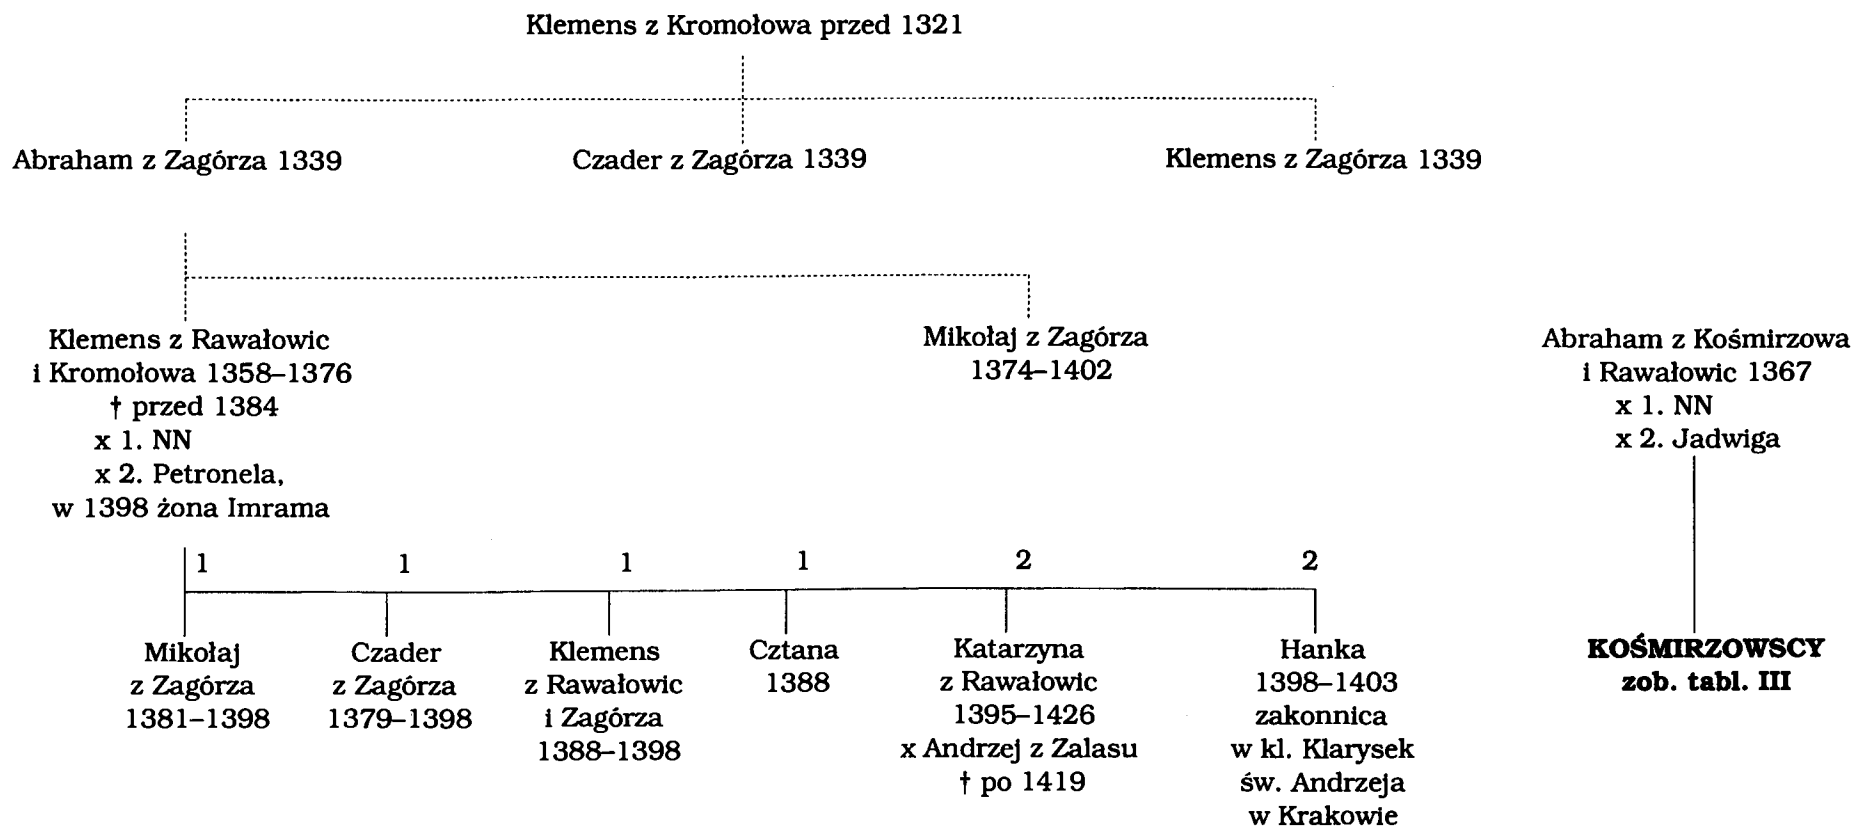 Klemens z Kromołowa przed 1321
Abraham z Zagórza 1339
Czader z Zagórza 1339
Klemens z Zagórza 1339
Klemens z Rawałowic
i Kromołowa 1358–1376
† przed 1384
x 1. NN
x 2. Petronela,
w 1398 żona Imrama
Mikołaj z Zagórza
1374–1402
Abraham z Kośmirzowa
i Rawałowic 1367
x 1. NN
x 2. Jadwiga
1
1
1
1
2
2
Mikołaj
z Zagórza
1381–1398
Czader
z Zagórza
1379–1398
Klemens
z Rawałowic
i Zagórza
1388–1398
Cztana
1388
Katarzyna
z Rawałowic
1395–1426
x Andrzej z Zalasu
† po 1419
Hanka
1398–1403
zakonnica
w kl. Klarysek
św. Andrzeja
w Krakowie
KOŚMIRZOWSCY
zob. tabl. III